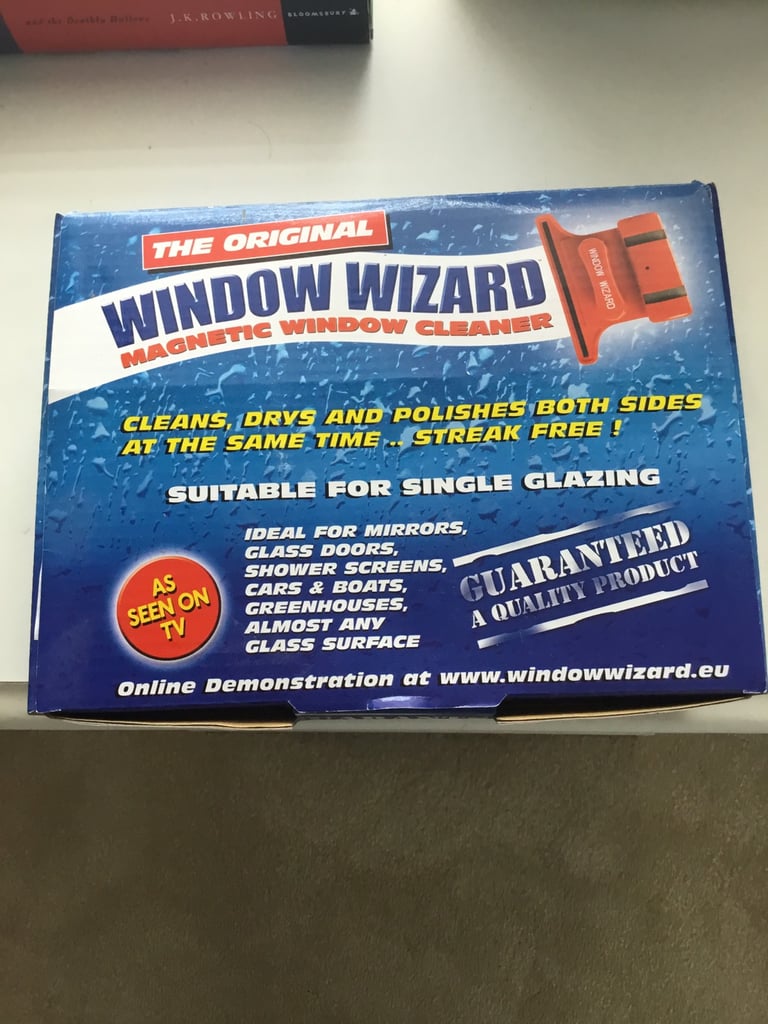 and the Deathly Hallows J.K.ROWLING BLOOMSBURY
THE ORIGINAL
WINDOW WIZARD
MAGNETIC WINDOW CLEANER
WINDOW WIZARD
CLEANS, DRYS AND POLISHES BOTH SIDES
AT THE SAME TIME .. STREAK FREE !
SUITABLE FOR SINGLE GLAZING
IDEAL FOR MIRRORS,
GLASS DOORS,
SHOWER SCREENS,
CARS & BOATS,
GREENHOUSES,
ALMOST ANY
GLASS SURFACE
GUARANTEED
A QUALITY PRODUCT
AS
SEEN ON
TV
Online Demonstration at www.windowwizard.eu